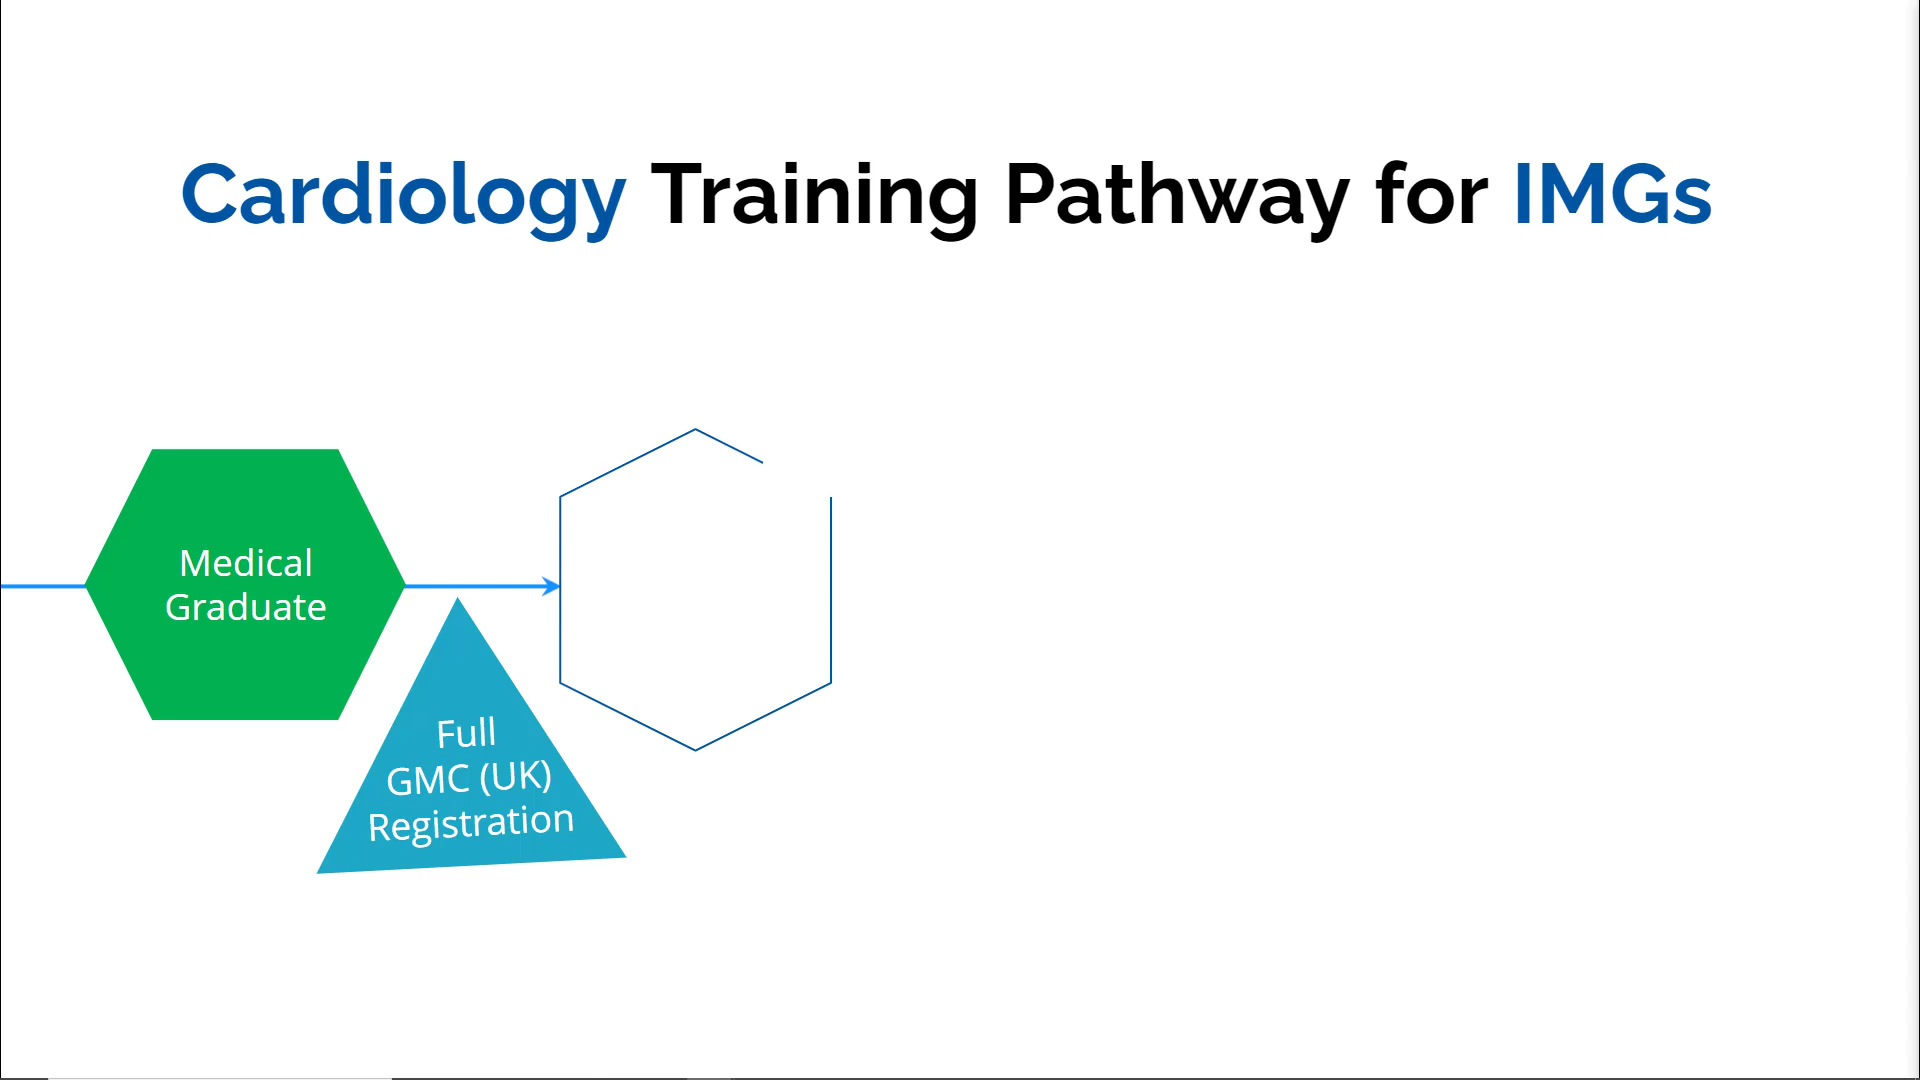 Cardiology Training Pathway for IMGs
Medical
Graduate
Full
GMC (UK)
Registration